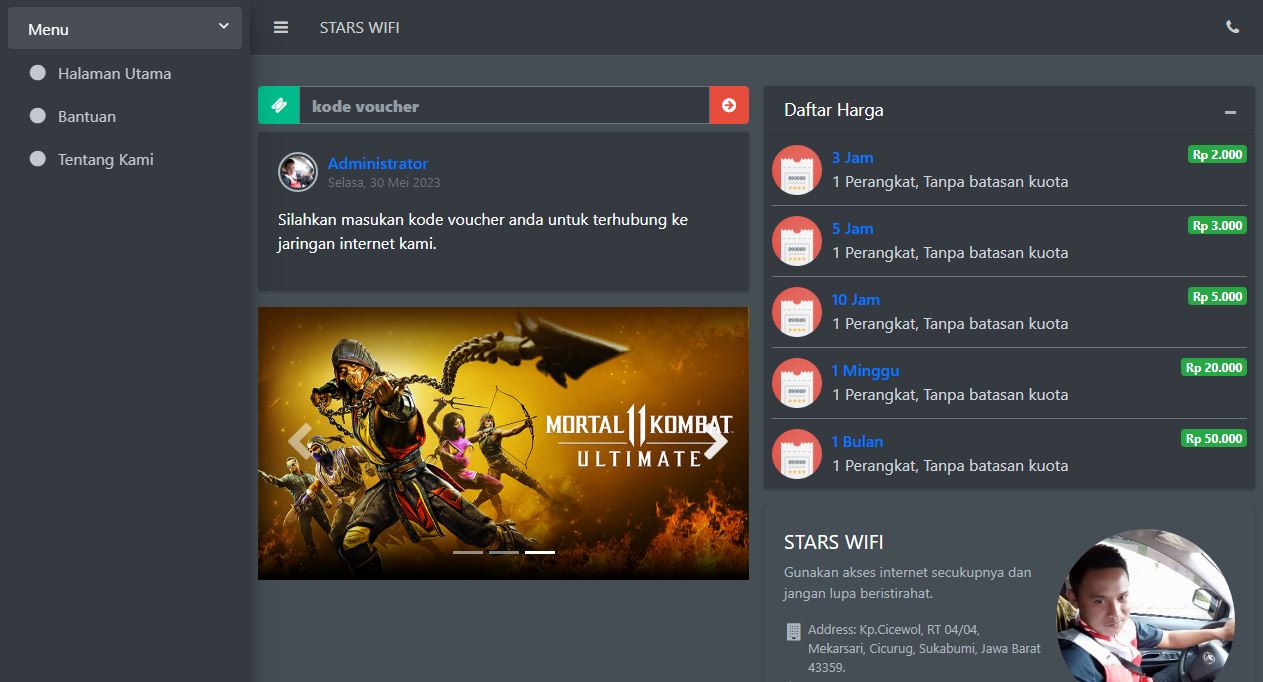 Menu
Halaman Utama
Bantuan
Tentang Kami
STARS WIFI
kode voucher
Administrator
Selasa, 30 Mei 2023
Silahkan masukan kode voucher anda untuk terhubung ke
jaringan internet kami.
MORTAL 11 KOMBAT
ULTIMATE
Daftar Harga
3 Jam
Rp 2.000
1 Perangkat, Tanpa batasan kuota
5 Jam
Rp 3.000
1 Perangkat, Tanpa batasan kuota
10 Jam
Rp 5.000
1 Perangkat, Tanpa batasan kuota
1 Minggu
Rp 20.000
1 Perangkat, Tanpa batasan kuota
1 Bulan
Rp 50.000
1 Perangkat, Tanpa batasan kuota
STARS WIFI
Gunakan akses internet secukupnya dan
jangan lupa beristirahat.
Address: Kp.Cicewol, RT 04/04,
Mekarsari, Cicurug, Sukabumi, Jawa Barat
43359.